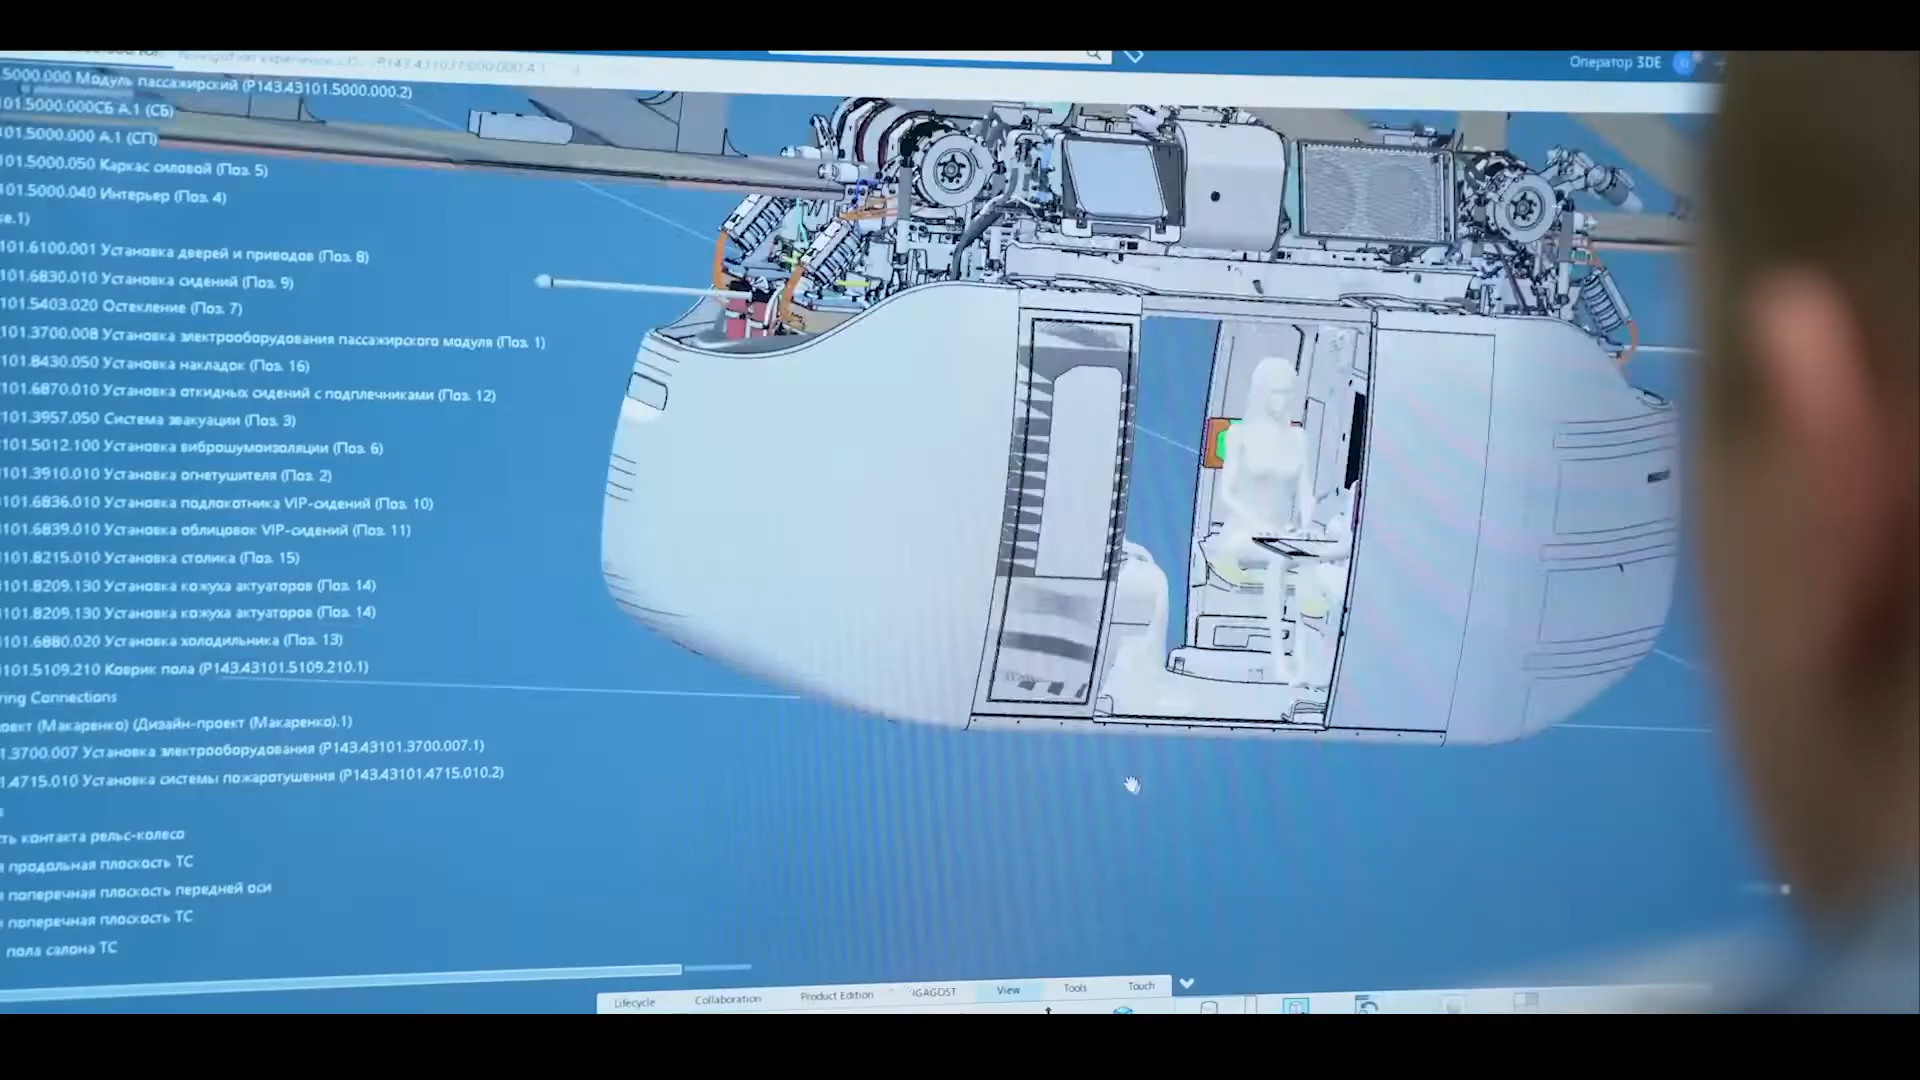 Оператор 3DE
.5000.000 Модуль пассажирский (P143.43101.5000.000.2)
101.5000.000СБ A.1 (СБ)
101.5000.000 A.1 (СП)
101.5000.050 Каркас силовой (Поз. 5)
101.5000.040 Интерьер (Поз. 4)
se.1)
101.6100.001 Установка дверей и приводов (Поз. 8)
101.6830.010 Установка сидений (Поз. 9)
101.5403.020 Остекление (Поз. 7)
101.3700.008 Установка электрооборудования пассажирского модуля (Поз. 1)
101.8430.050 Установка накладок (Поз. 16)
101.6870.010 Установка откидных сидений с подплечниками (Поз. 12)
101.3957.050 Система эвакуации (Поз. 3)
101.5012.100 Установка виброшумоизоляции (Поз. 6)
101.3910.010 Установка огнетушителя (Поз. 2)
101.6836.010 Установка подлокотника VIP-сидений (Поз. 10)
101.6839.010 Установка облицовок VIP-сидений (Поз. 11)
101.8215.010 Установка столика (Поз. 15)
101.8209.130 Установка кожуха актуаторов (Поз. 14)
101.8209.130 Установка кожуха актуаторов (Поз. 14)
101.6880.020 Установка холодильника (Поз. 13)
101.5109.210 Коврик пола (P143.43101.5109.210.1)
ring Connections
роект (Макаренко) (Дизайн-проект (Макаренко).1)
1.3700.007 Установка электрооборудования (P143.43101.3700.007.1)
1.4715.010 Установка системы пожаротушения (P143.43101.4715.010.2)
ть контакта рельс-колесо
я продольная плоскость ТС
я поперечная плоскость передней оси
я поперечная плоскость ТС
пола салона ТС
Lifecycle Collaboration Product Edition IGAGOST View Tools Touch